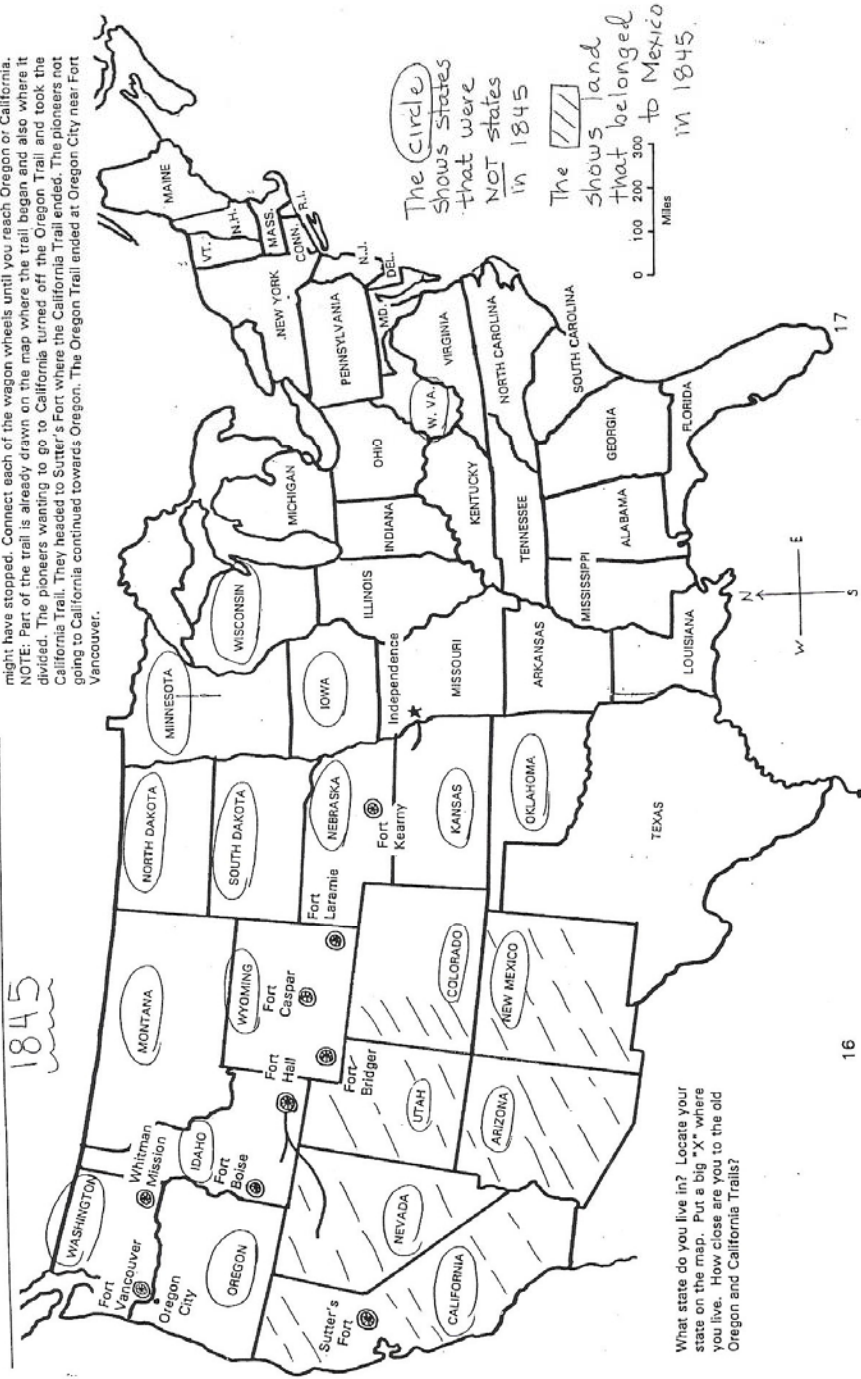 might have stopped. Connect each of the wagon wheels until you reach Oregon or California.
NOTE: Part of the trail is already drawn on the map where the trail began and also where it
divided. The pioneers wanting to go to California turned off the Oregon Trail and took the
California Trail. They headed to Sutter's Fort where the California Trail ended. The pioneers not
going to California continued towards Oregon. The Oregon Trail ended at Oregon City near Fort
Vancouver.
1845
WASHINGTON
Fort
Vancouver
Whitman
Mission
Oregon
City
OREGON
IDAHO
Fort
Boise
Fort
Hall
MONTANA
WYOMING
Fort
Caspar
Fort
Bridger
Fort
Laramie
NORTH DAKOTA
SOUTH DAKOTA
NEBRASKA
Fort
Kearny
MINNESOTA
WISCONSIN
IOWA
MICHIGAN
ILLINOIS
INDIANA
OHIO
PENNSYLVANIA
NEW YORK
VT.
N.H.
MAINE
MASS.
CONN.
R.I.
N.J.
DEL.
MD.
W. VA.
VIRGINIA
Sutter's
Fort
CALIFORNIA
NEVADA
UTAH
ARIZONA
COLORADO
NEW MEXICO
KANSAS
OKLAHOMA
TEXAS
Independence
MISSOURI
ARKANSAS
LOUISIANA
KENTUCKY
TENNESSEE
MISSISSIPPI
ALABAMA
GEORGIA
FLORIDA
NORTH CAROLINA
SOUTH CAROLINA
The circle
shows states
that were
NOT states
in 1845
The
shows land
that belonged
to Mexico
in 1845.
0 100 200 300
Miles
N
W E
S
What state do you live in? Locate your
state on the map. Put a big "X" where
you live. How close are you to the old
Oregon and California Trails?
16
17